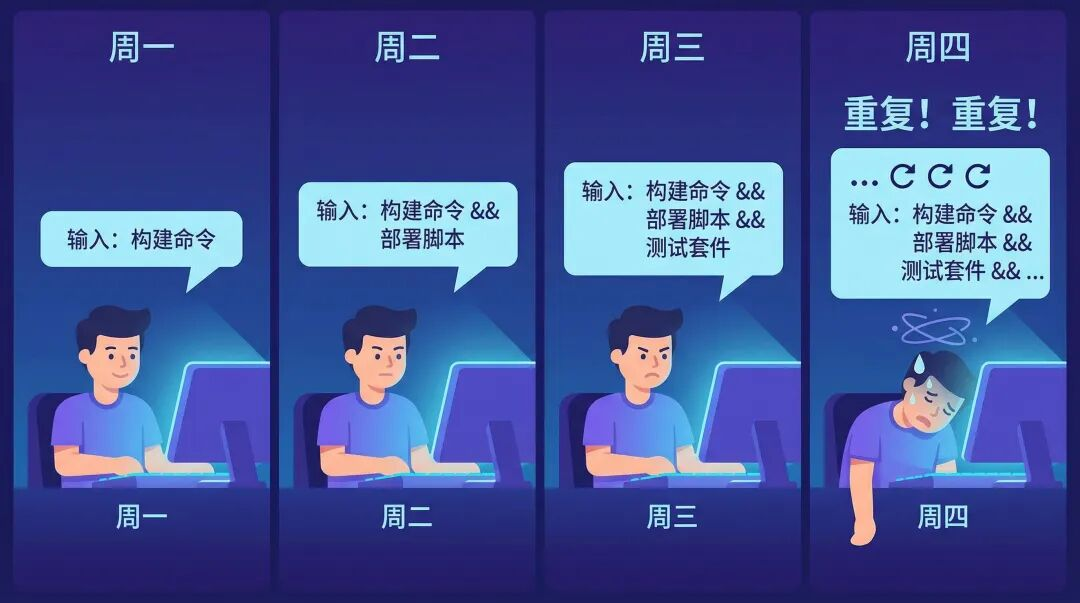 周一
输入：构建命令
周一
周二
输入：构建命令 &&
部署脚本
周二
周三
输入：构建命令 &&
部署脚本 &&
测试套件
周三
周四
重复！重复！
...
输入：构建命令 &&
部署脚本 &&
测试套件 && ...
周四